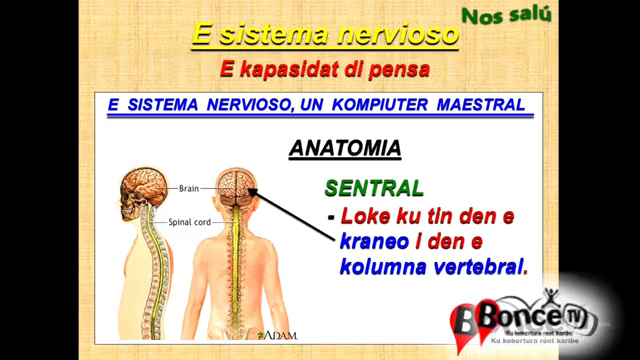 Nos salú
E sistema nervioso
E kapasidat di pensa
E SISTEMA NERVIOSO, UN KOMPIUTER MAESTRAL
ANATOMIA
Brain
Spinal cord
SENTRAL
- Loke ku tin den e
kraneo i den e
kolumna vertebral.
ADAM.
Bonce TV
Ku kobertura ront karibe
Ku kobertura ront karibe